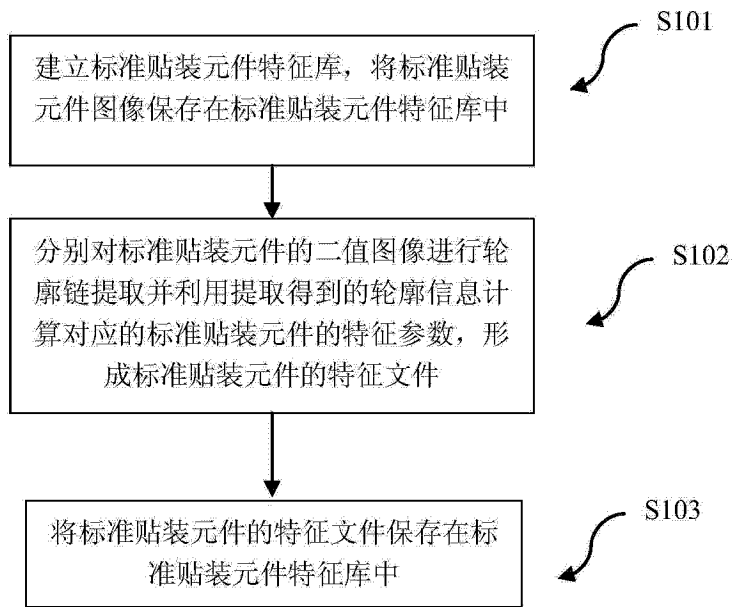 S101
建立标准贴装元件特征库，将标准贴装
元件图像保存在标准贴装元件特征库中
S102
分别对标准贴装元件的二值图像进行轮
廓链提取并利用提取得到的轮廓信息计
算对应的标准贴装元件的特征参数，形
成标准贴装元件的特征文件
S103
将标准贴装元件的特征文件保存在标
准贴装元件特征库中